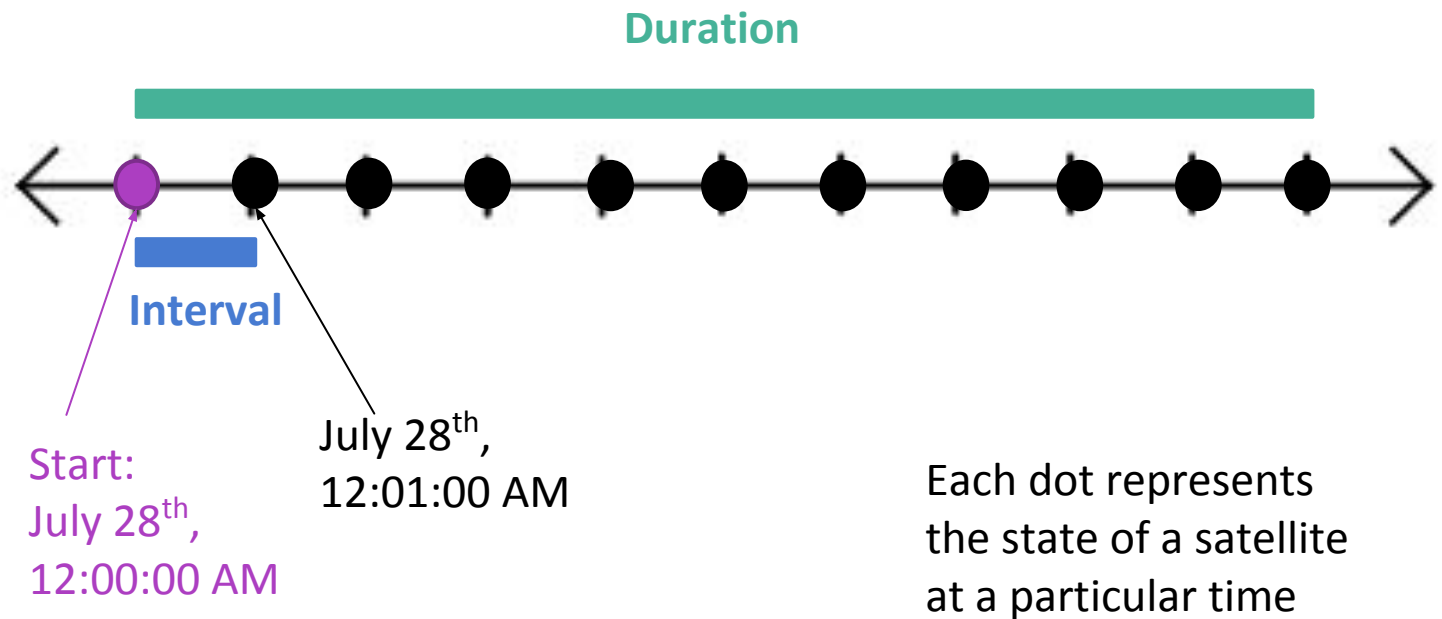 Duration
Interval
Start:
July 28th,
12:00:00 AM
July 28th,
12:01:00 AM
Each dot represents
the state of a satellite
at a particular time